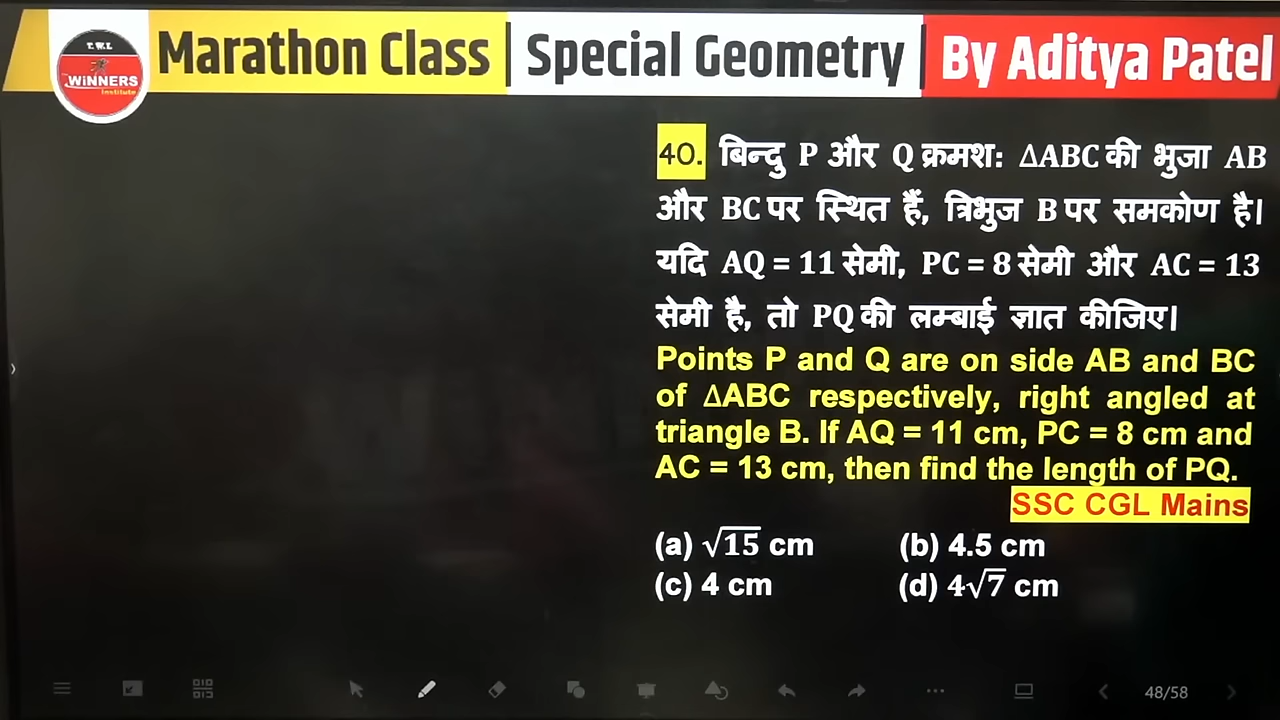 T.W.I.
WINNERS
Institute
Marathon Class | Special Geometry | By Aditya Patel
40. बिन्दु P और Q क्रमश: ΔABC की भुजा AB
और BC पर स्थित हैं, त्रिभुज B पर समकोण है।
यदि AQ = 11 सेमी, PC = 8 सेमी और AC = 13
सेमी है, तो PQ की लम्बाई ज्ञात कीजिए।
Points P and Q are on side AB and BC
of ΔABC respectively, right angled at
triangle B. If AQ = 11 cm, PC = 8 cm and
AC = 13 cm, then find the length of PQ.
SSC CGL Mains
(a) √15 cm (b) 4.5 cm
(c) 4 cm (d) 4√7 cm
48/58